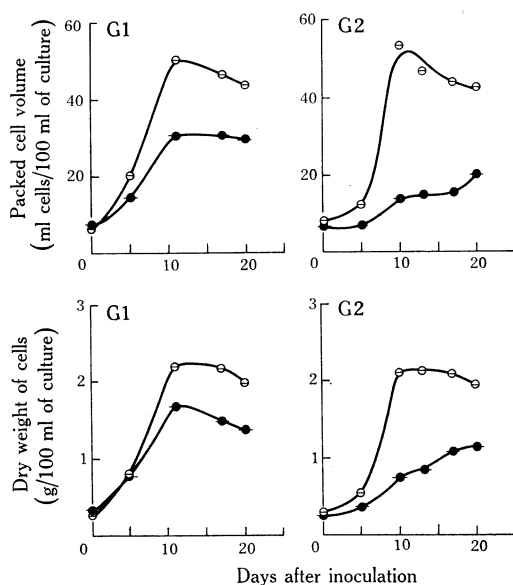 G1
G2
Packed cell volume
(ml cells/100 ml of culture)
60
40
20
0
10
20
60
40
20
0
10
20
G1
G2
Dry weight of cells
(g/100 ml of culture)
3
2
1
0
10
20
3
2
1
0
10
20
Days after inoculation